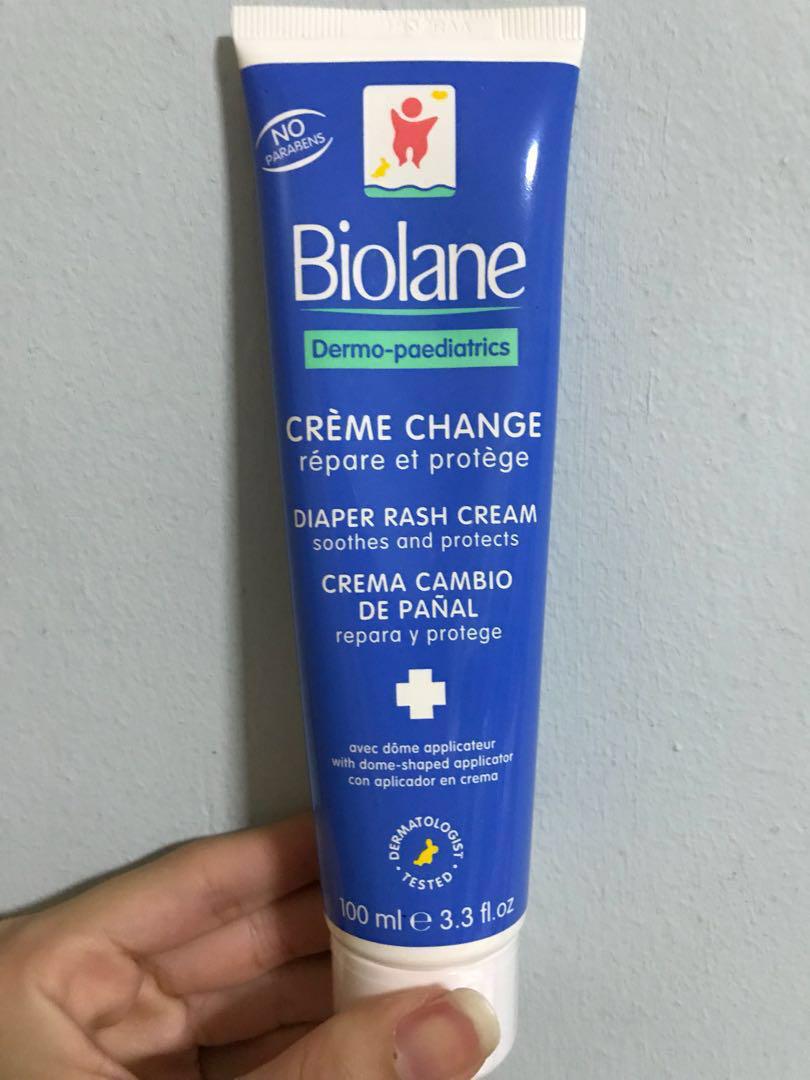 NO
PARABENS
Biolane
Dermo-paediatrics
CRÈME CHANGE
répare et protège
DIAPER RASH CREAM
soothes and protects
CREMA CAMBIO
DE PAÑAL
repara y protege
avec dôme applicateur
with dome-shaped applicator
con aplicador en crema
DERMATOLOGIST
• TESTED •
100 ml e 3.3 fl.oz